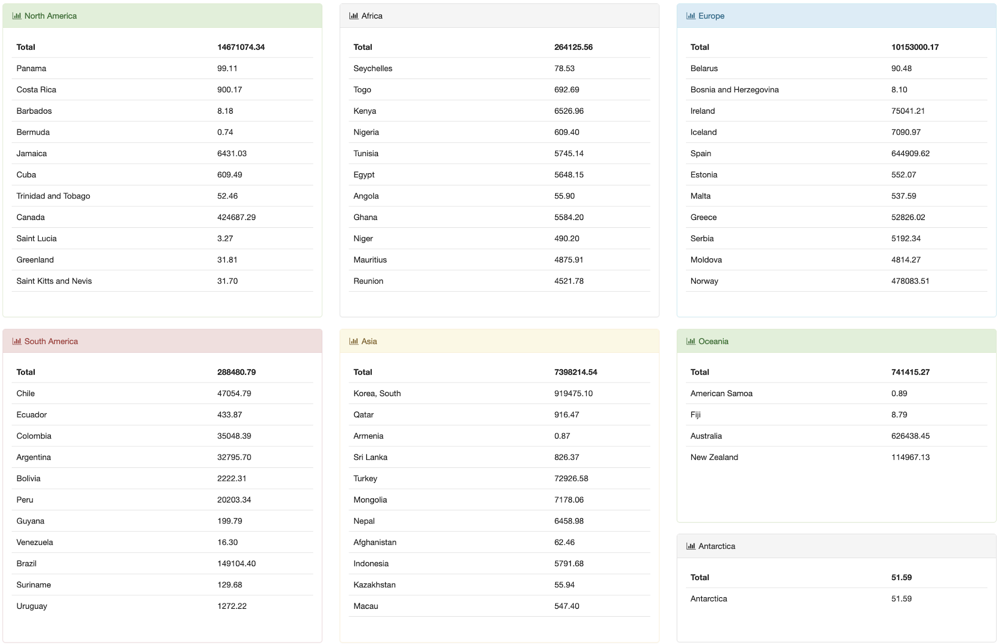 North America
Total 14671074.34
Panama 99.11
Costa Rica 900.17
Barbados 8.18
Bermuda 0.74
Jamaica 6431.03
Cuba 609.49
Trinidad and Tobago 52.46
Canada 424687.29
Saint Lucia 3.27
Greenland 31.81
Saint Kitts and Nevis 31.70
Africa
Total 264125.56
Seychelles 78.53
Togo 692.69
Kenya 6526.96
Nigeria 609.40
Tunisia 5745.14
Egypt 5648.15
Angola 55.90
Ghana 5584.20
Niger 490.20
Mauritius 4875.91
Reunion 4521.78
Europe
Total 10153000.17
Belarus 90.48
Bosnia and Herzegovina 8.10
Ireland 75041.21
Iceland 7090.97
Spain 644909.62
Estonia 552.07
Malta 537.59
Greece 52826.02
Serbia 5192.34
Moldova 4814.27
Norway 478083.51
South America
Total 288480.79
Chile 47054.79
Ecuador 433.87
Colombia 35048.39
Argentina 32795.70
Bolivia 2222.31
Peru 20203.34
Guyana 199.79
Venezuela 16.30
Brazil 149104.40
Suriname 129.68
Uruguay 1272.22
Asia
Total 7398214.54
Korea, South 919475.10
Qatar 916.47
Armenia 0.87
Sri Lanka 826.37
Turkey 72926.58
Mongolia 7178.06
Nepal 6458.98
Afghanistan 62.46
Indonesia 5791.68
Kazakhstan 55.94
Macau 547.40
Oceania
Total 741415.27
American Samoa 0.89
Fiji 8.79
Australia 626438.45
New Zealand 114967.13
Antarctica
Total 51.59
Antarctica 51.59